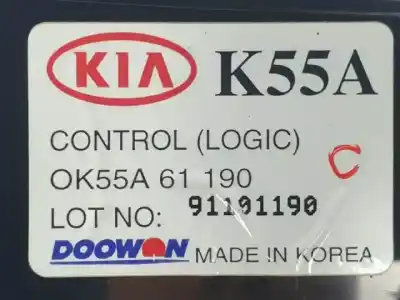 KIA K55A
CONTROL (LOGIC)
OK55A 61 190
C
LOT NO: 91101190
DOOWON MADE IN KOREA